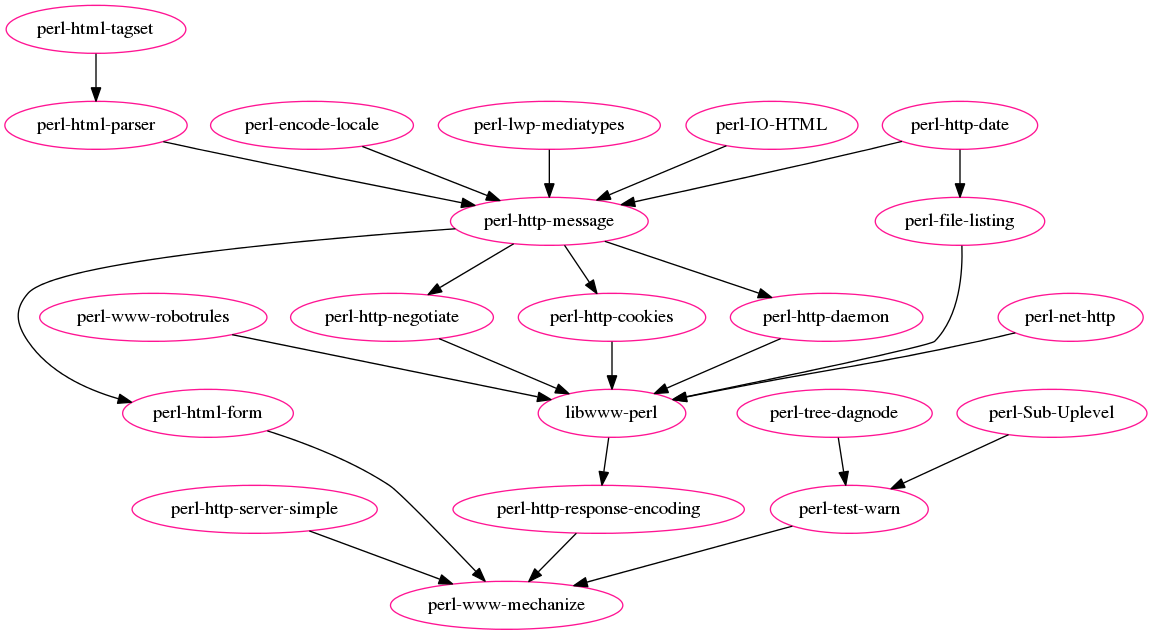 perl-html-tagset
perl-html-parser
perl-encode-locale
perl-lwp-mediatypes
perl-IO-HTML
perl-http-date
perl-http-message
perl-file-listing
perl-www-robotrules
perl-http-negotiate
perl-http-cookies
perl-http-daemon
perl-net-http
perl-html-form
libwww-perl
perl-tree-dagnode
perl-Sub-Uplevel
perl-http-server-simple
perl-http-response-encoding
perl-test-warn
perl-www-mechanize